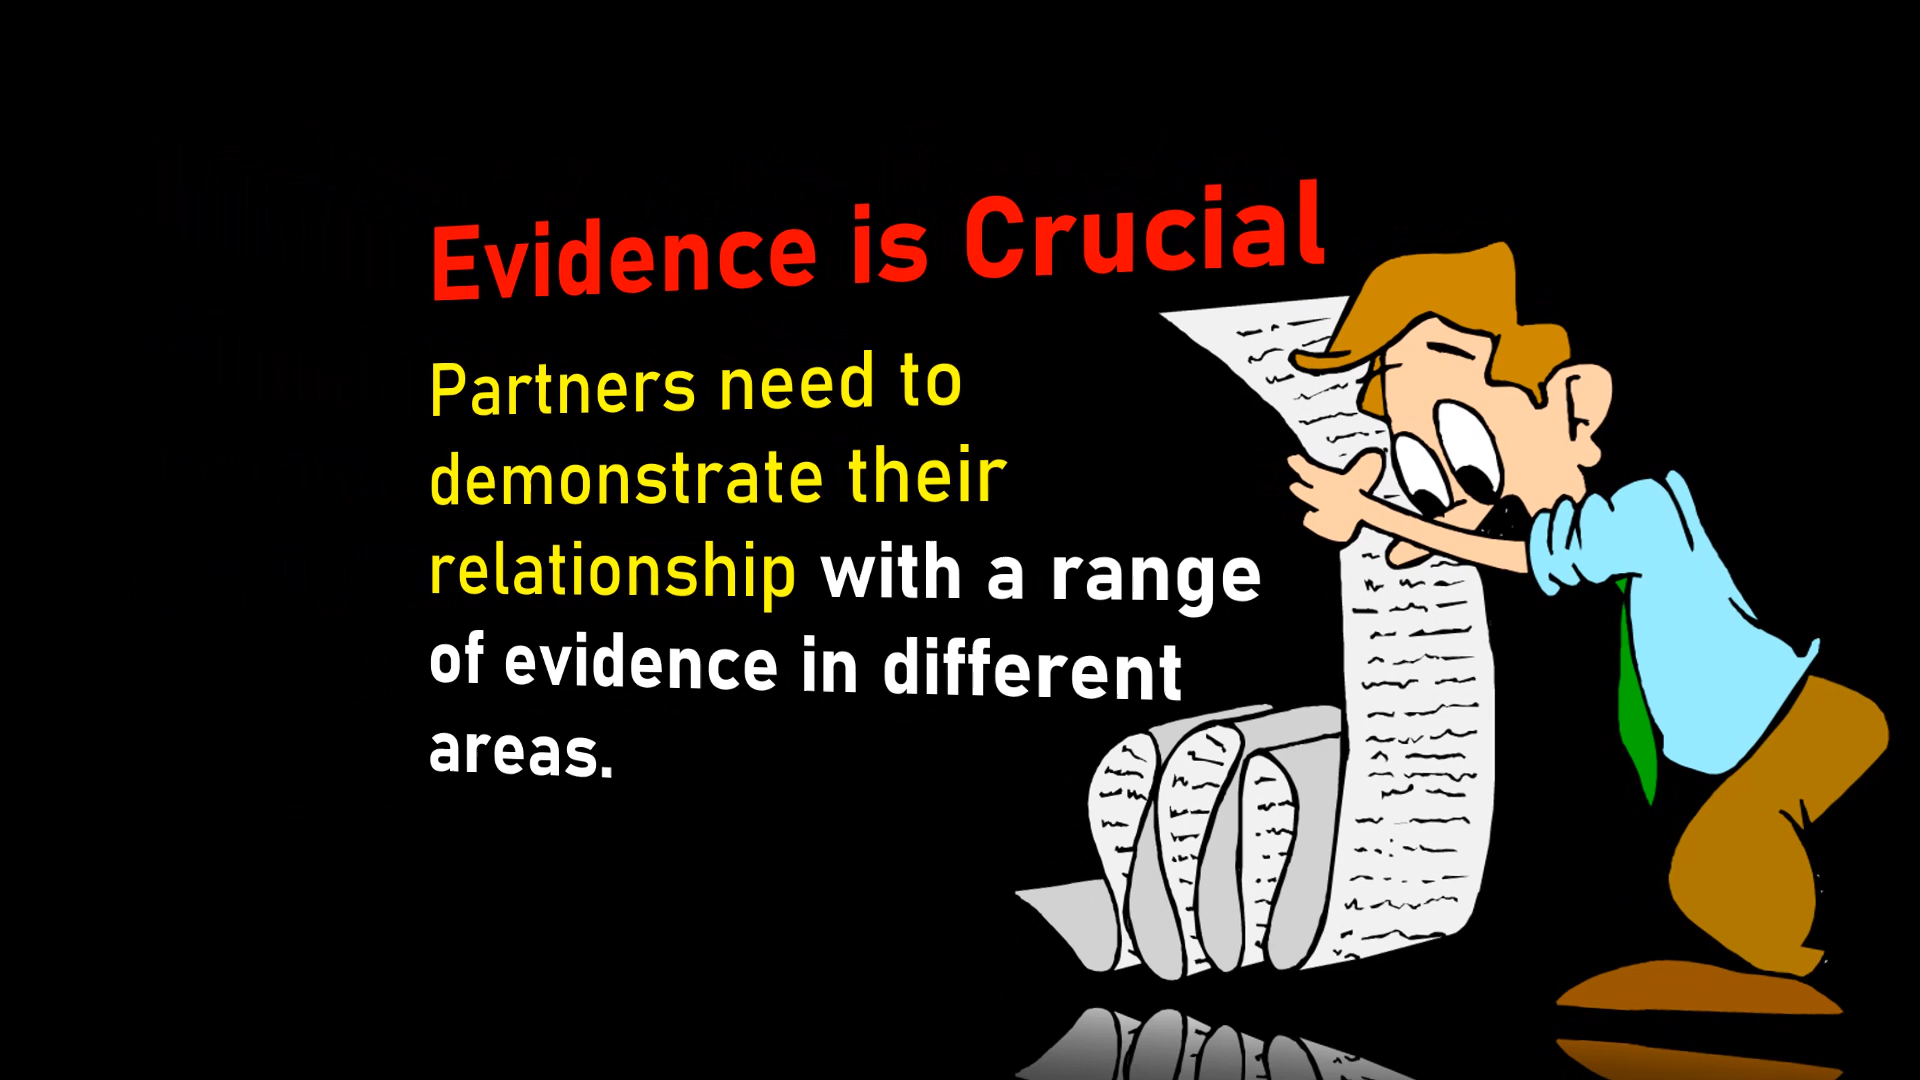 Evidence is Crucial
Partners need to
demonstrate their
relationship with a range
of evidence in different
areas.